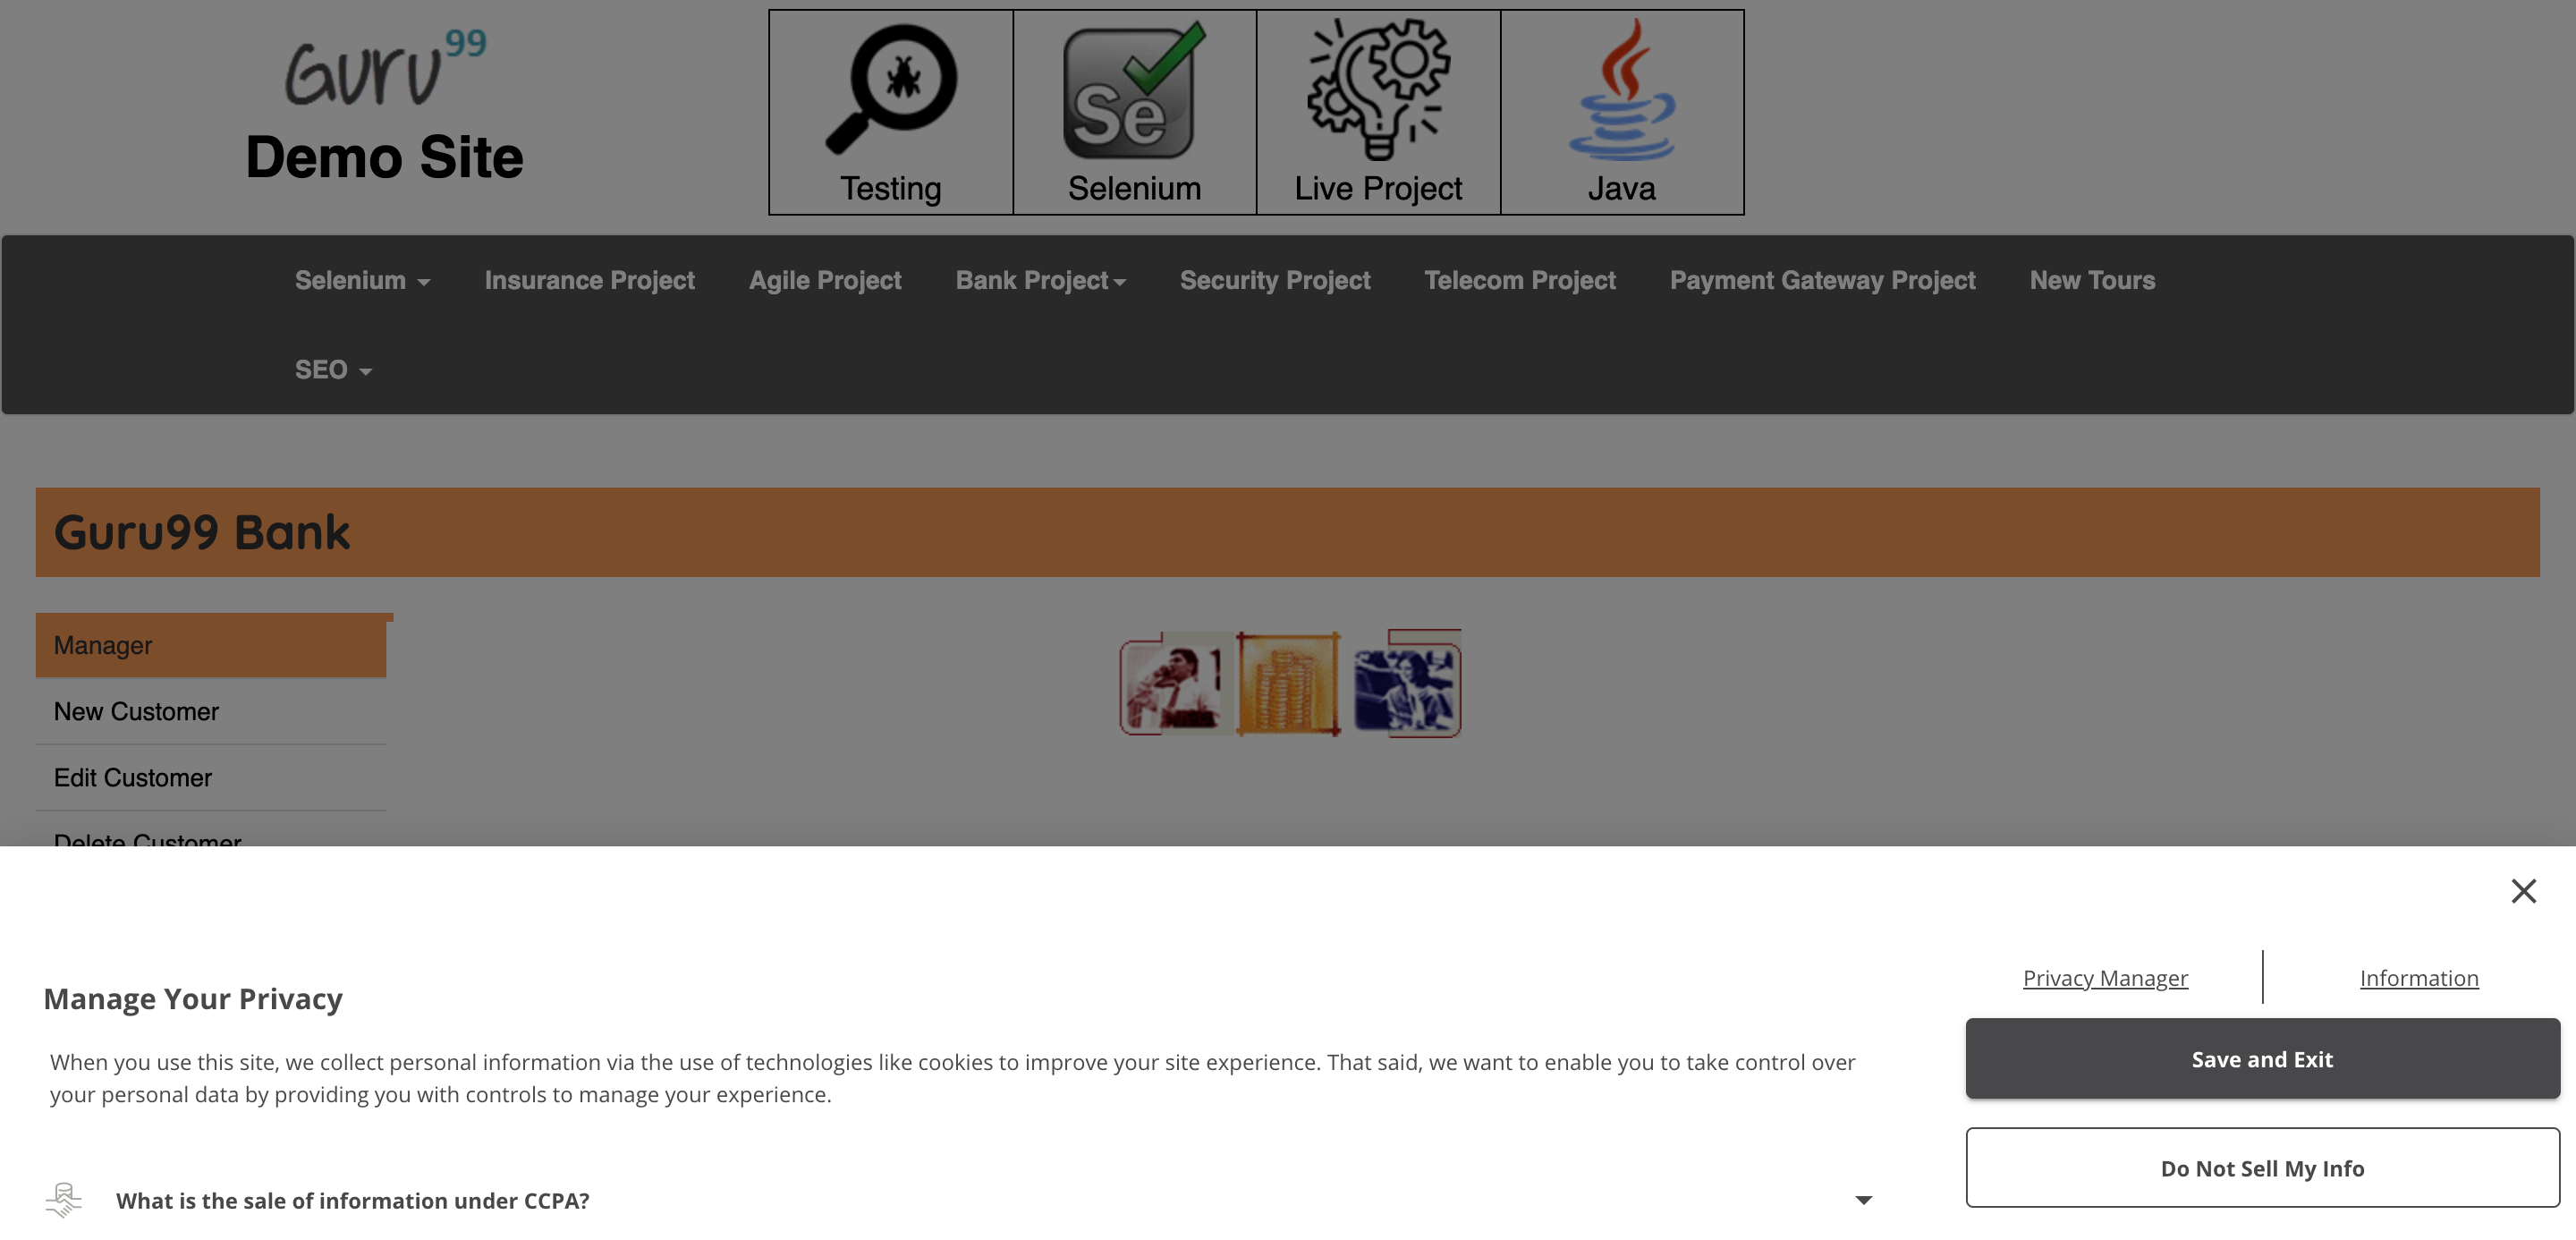 Guru99
Demo Site
Se
Testing
Selenium
Live Project
Java
Selenium
Insurance Project
Agile Project
Bank Project
Security Project
Telecom Project
Payment Gateway Project
New Tours
SEO
Guru99 Bank
Manager
New Customer
Edit Customer
Delete Customer
Privacy Manager
Information
Manage Your Privacy
Save and Exit
When you use this site, we collect personal information via the use of technologies like cookies to improve your site experience. That said, we want to enable you to take control over
your personal data by providing you with controls to manage your experience.
Do Not Sell My Info
What is the sale of information under CCPA?